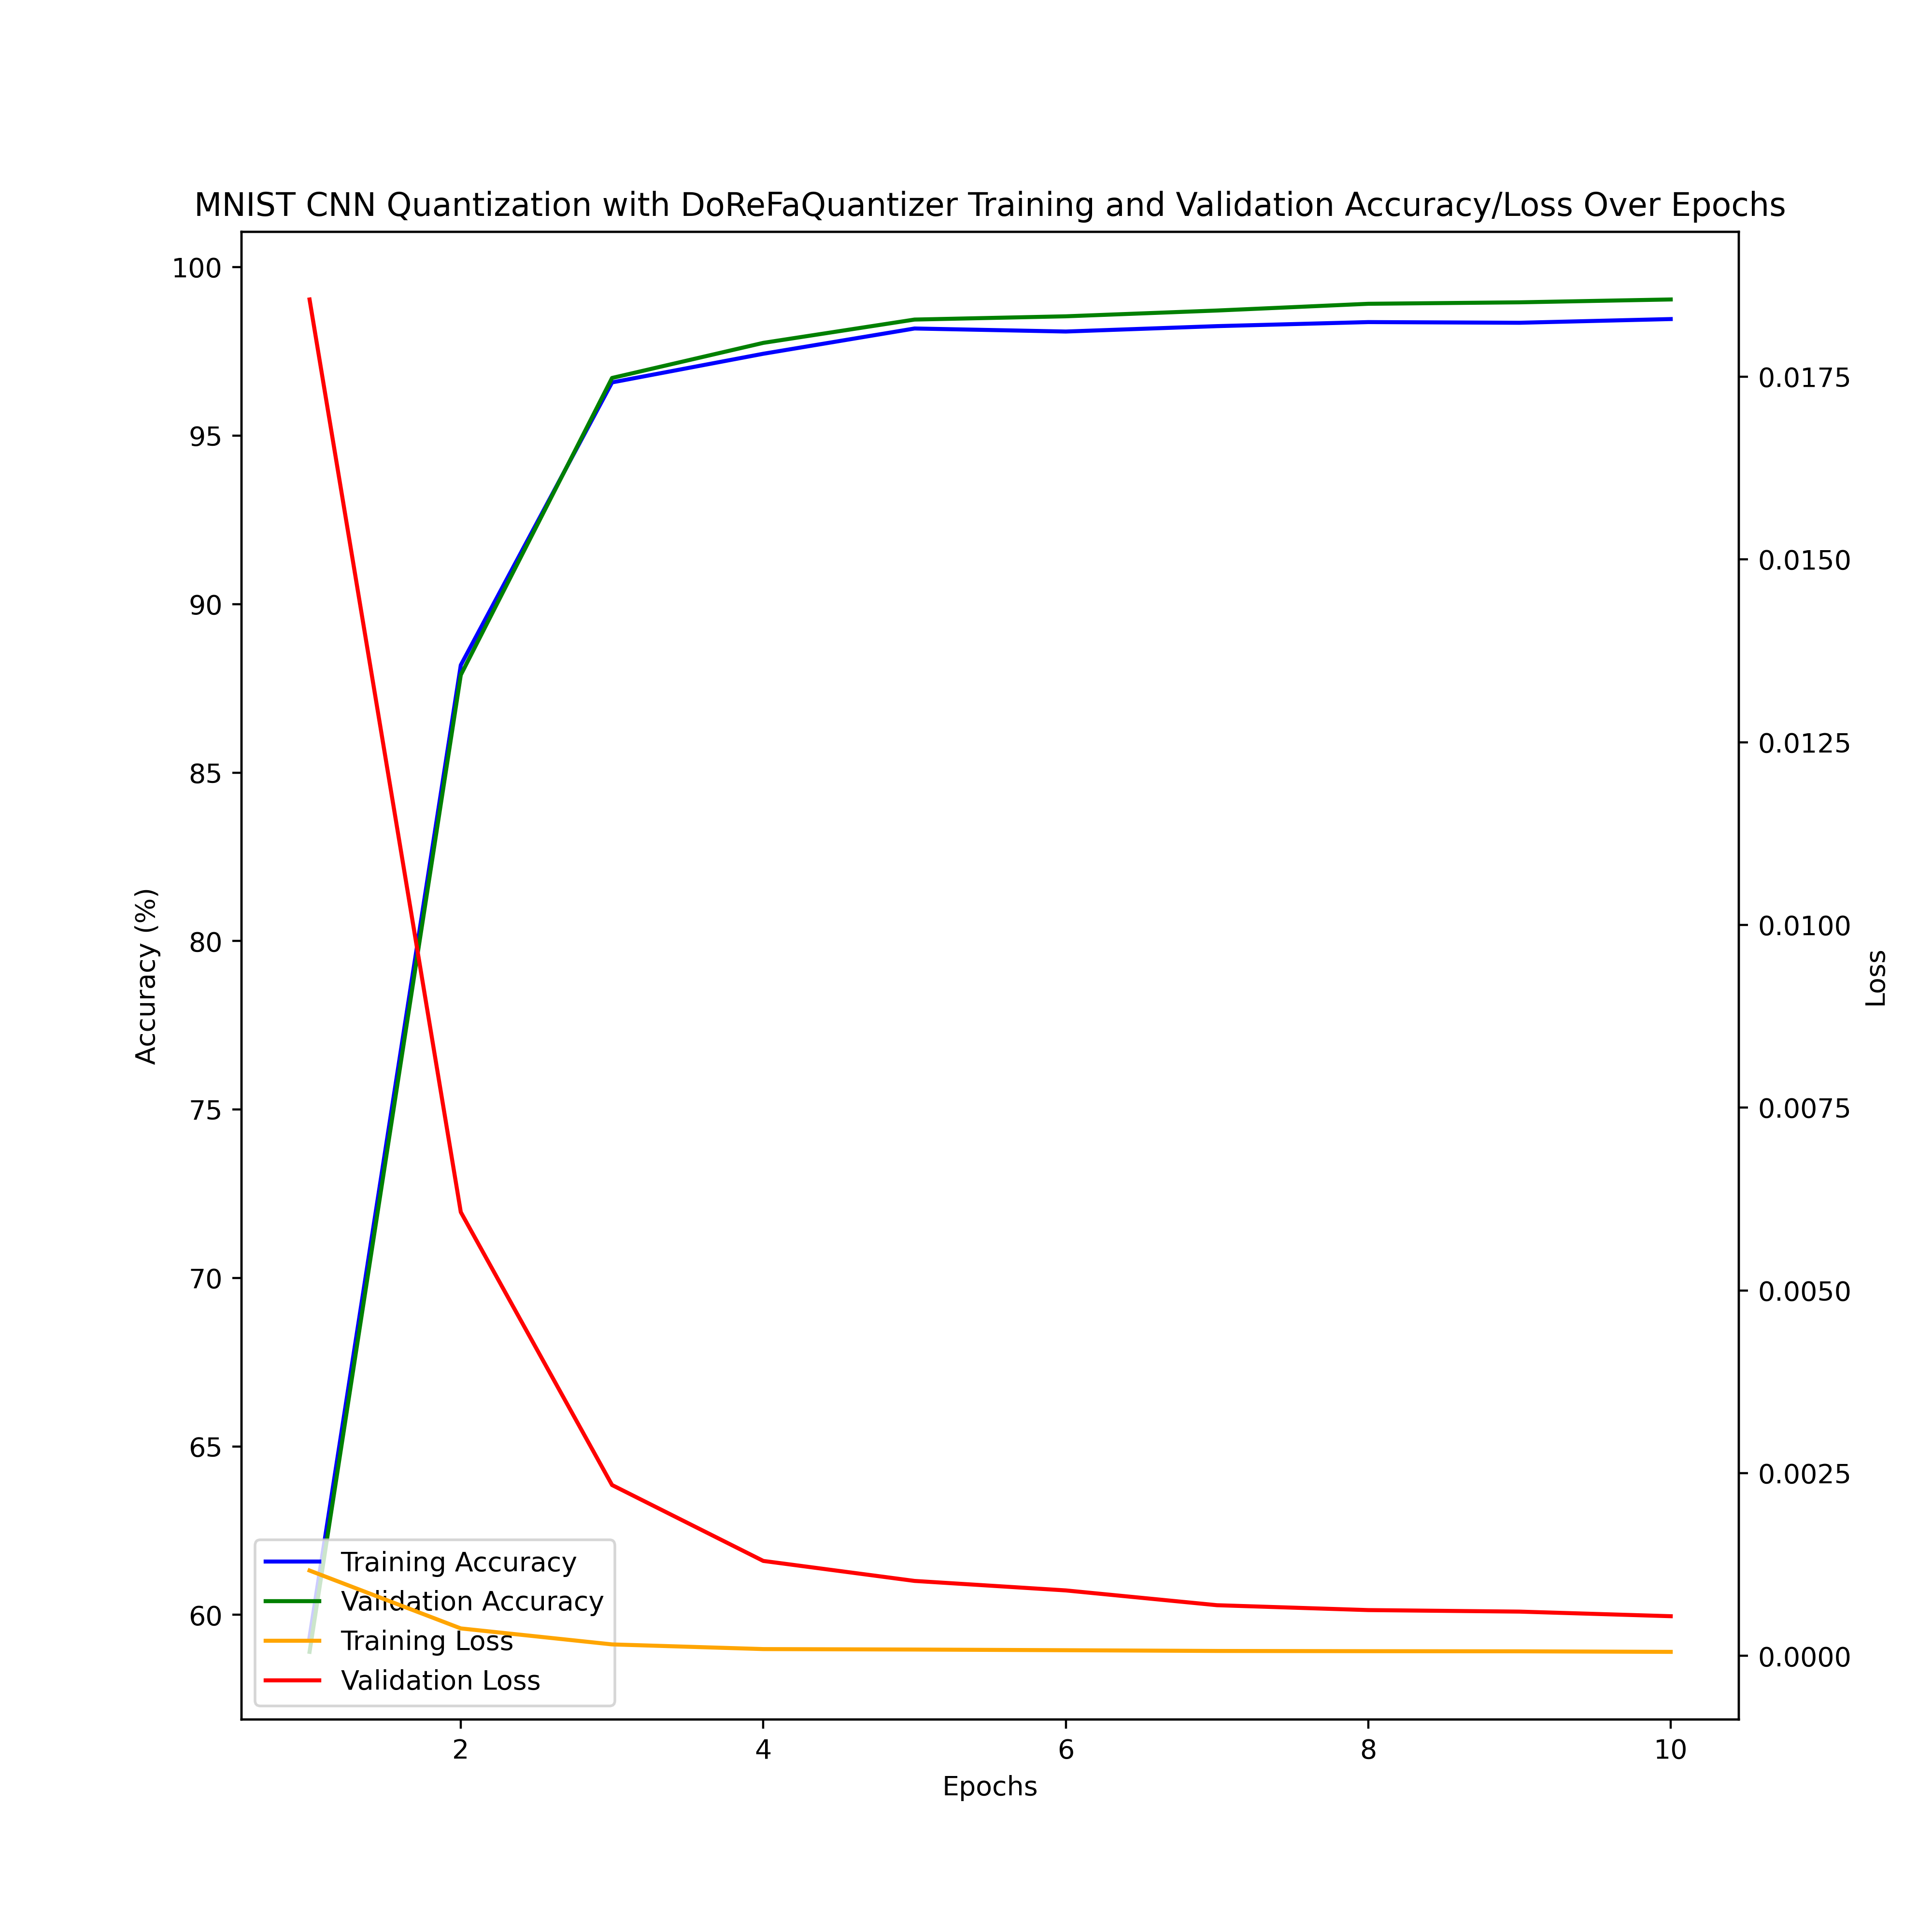 MNIST CNN Quantization with DoReFaQuantizer Training and Validation Accuracy/Loss Over Epochs
100
95
90
85
80
75
70
65
60
Accuracy (%)
0.0175
0.0150
0.0125
0.0100
0.0075
0.0050
0.0025
0.0000
Loss
Training Accuracy
Validation Accuracy
Training Loss
Validation Loss
2
4
6
8
10
Epochs